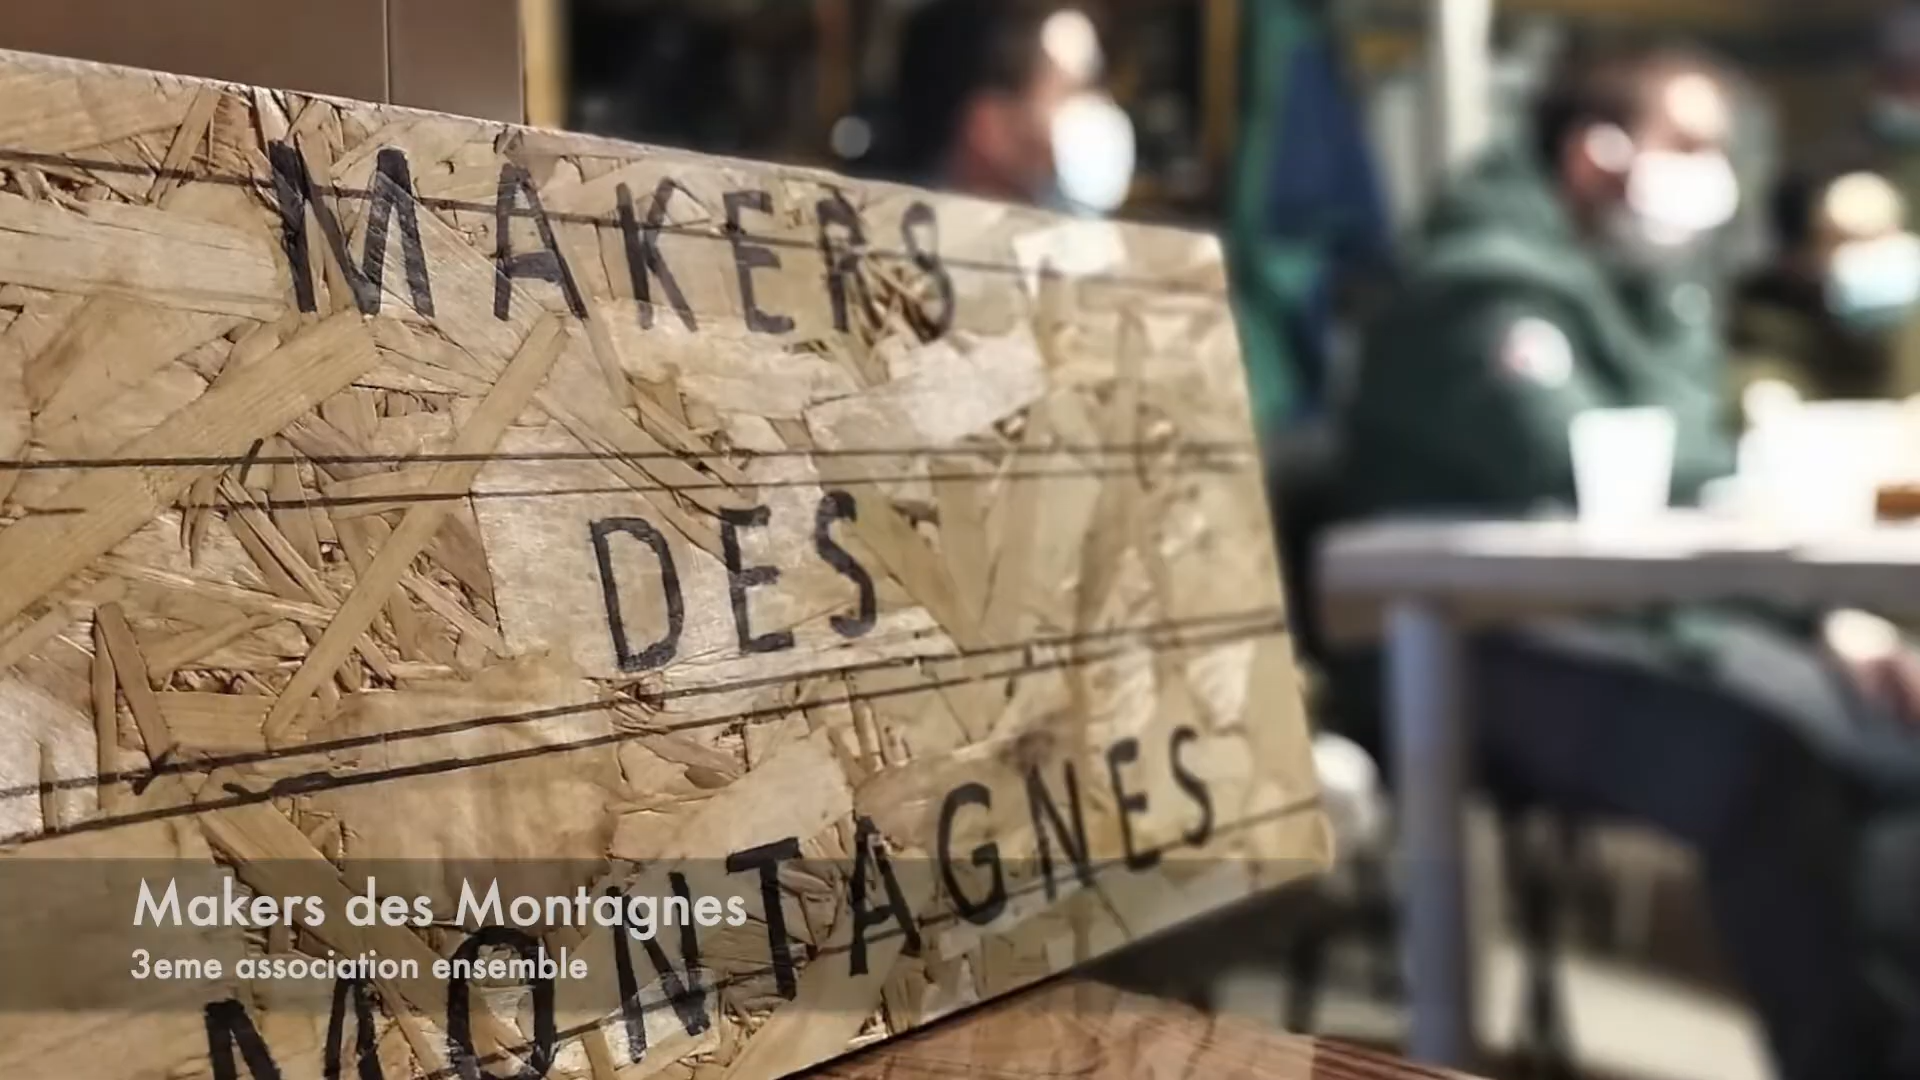 MAKERS
DES
MONTAGNES
Makers des Montagnes
3eme association ensemble